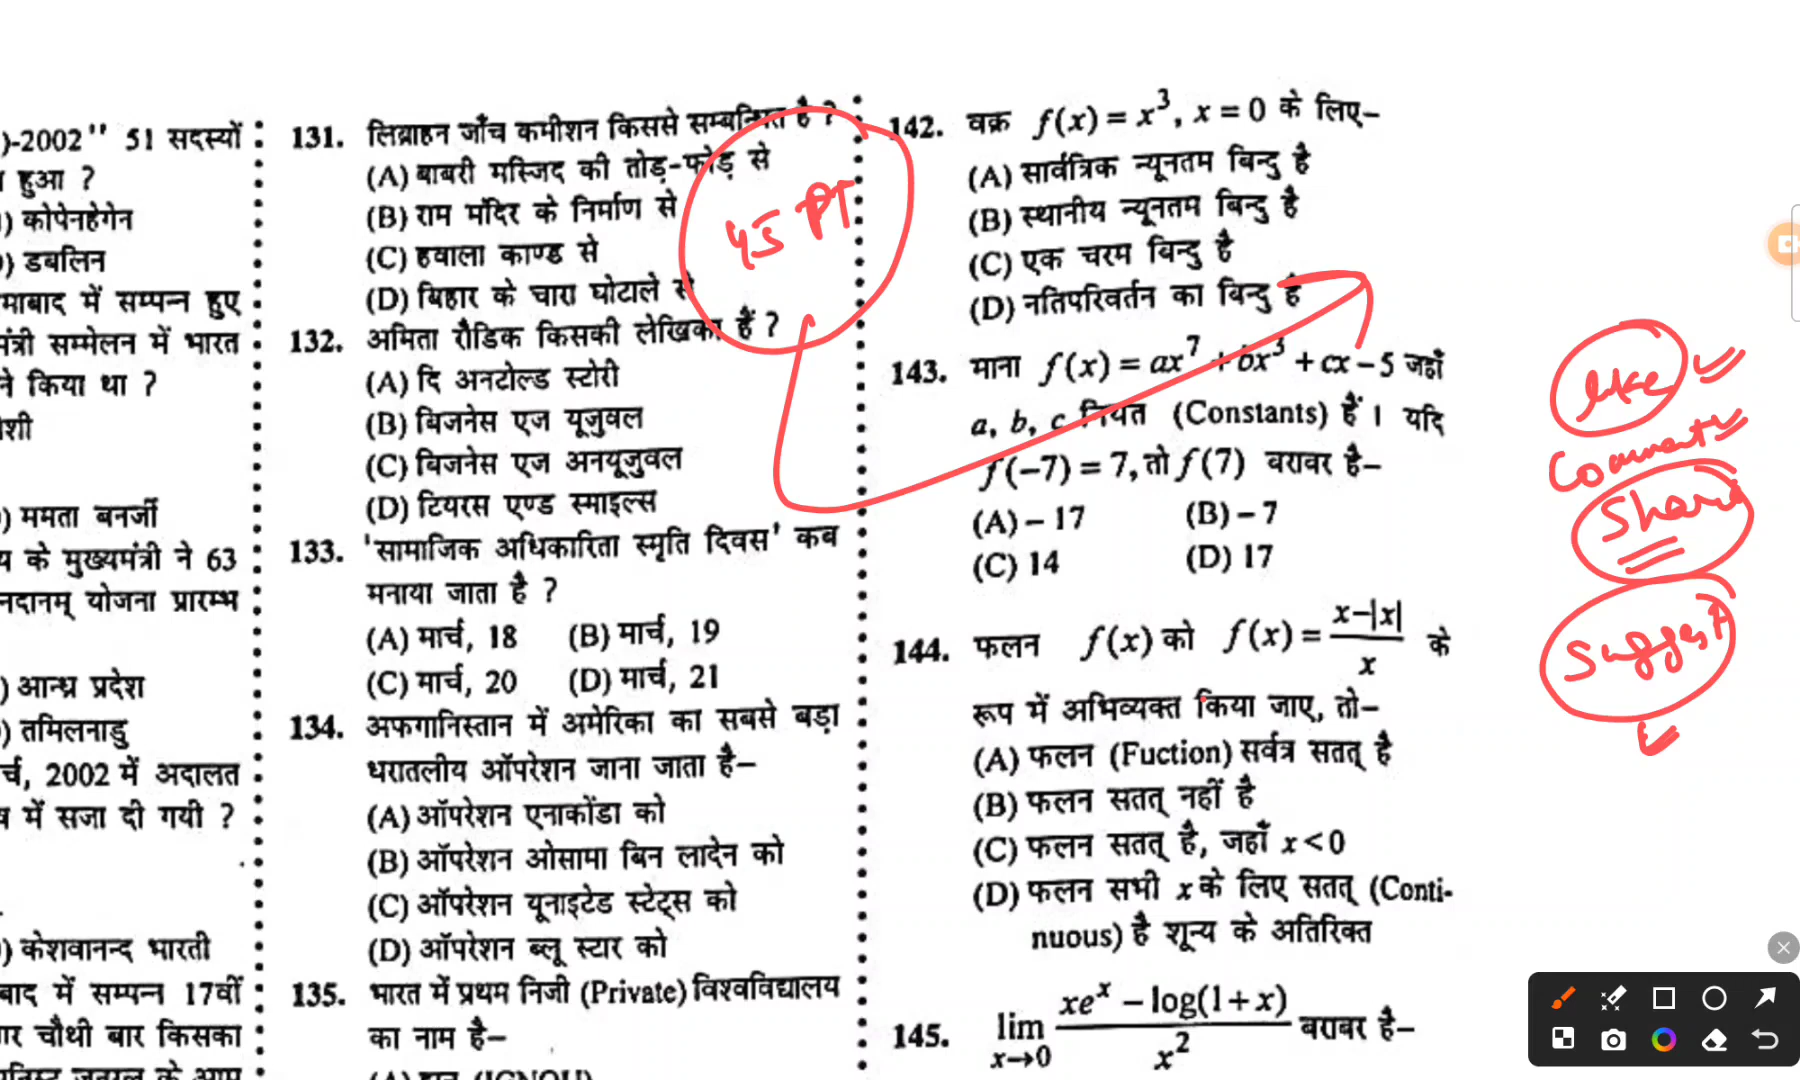 )-2002" 51 सदस्यों
हुआ ?
) कोपेनहेगेन
) डबलिन
माबाद में सम्पन्न हुए
मंत्री सम्मेलन में भारत
ने किया था ?
) ममता बनर्जी
य के मुख्यमंत्री ने 63
नदानम् योजना प्रारम्भ
) आन्ध्र प्रदेश
) तमिलनाडु
र्च, 2002 में अदालत
में सजा दी गयी ?
) केशवानन्द भारती
बाद में सम्पन्न 17वीं
चौथी बार किसका
131. लिब्राहन जाँच कमीशन किससे सम्बन्धित है ?
(A) बाबरी मस्जिद की तोड़-फोड़ से
(B) राम मंदिर के निर्माण से
(C) हवाला काण्ड से
(D) बिहार के चारा घोटाले से
132. अमिता रौडिक किसकी लेखिका हैं ?
(A) दि अनटोल्ड स्टोरी
(B) बिजनेस एज यूजुवल
(C) बिजनेस एज अनयूजुवल
(D) टियरस एण्ड स्माइल्स
133. 'सामाजिक अधिकारिता स्मृति दिवस' कब
मनाया जाता है ?
(A) मार्च, 18 (B) मार्च, 19
(C) मार्च, 20 (D) मार्च, 21
134. अफगानिस्तान में अमेरिका का सबसे बड़ा
धरातलीय ऑपरेशन जाना जाता है–
(A) ऑपरेशन एनाकोंडा को
(B) ऑपरेशन ओसामा बिन लादेन को
(C) ऑपरेशन यूनाइटेड स्टेट्स को
(D) ऑपरेशन ब्लू स्टार को
135. भारत में प्रथम निजी (Private) विश्वविद्यालय
का नाम है–
142. वक्र f(x) = x³, x = 0 के लिए–
(A) सार्वत्रिक न्यूनतम बिन्दु है
(B) स्थानीय न्यूनतम बिन्दु है
(C) एक चरम बिन्दु है
(D) नतिपरिवर्तन का बिन्दु है
143. माना f(x) = ax⁷ + bx³ + cx – 5 जहाँ
a, b, c नियत (Constants) हैं । यदि
f(–7) = 7, तो f(7) बराबर है–
(A) – 17 (B) – 7
(C) 14 (D) 17
144. फलन f(x) को f(x) = x–|x| / x के
रूप में अभिव्यक्त किया जाए, तो–
(A) फलन (Fuction) सर्वत्र सतत् है
(B) फलन सतत् नहीं है
(C) फलन सतत् है, जहाँ x < 0
(D) फलन सभी x के लिए सतत् (Conti-
nuous) है शून्य के अतिरिक्त
145. lim x→0 xeˣ – log(1+x) / x² बराबर है–
45 PT
like
Comment
Share
Suggest